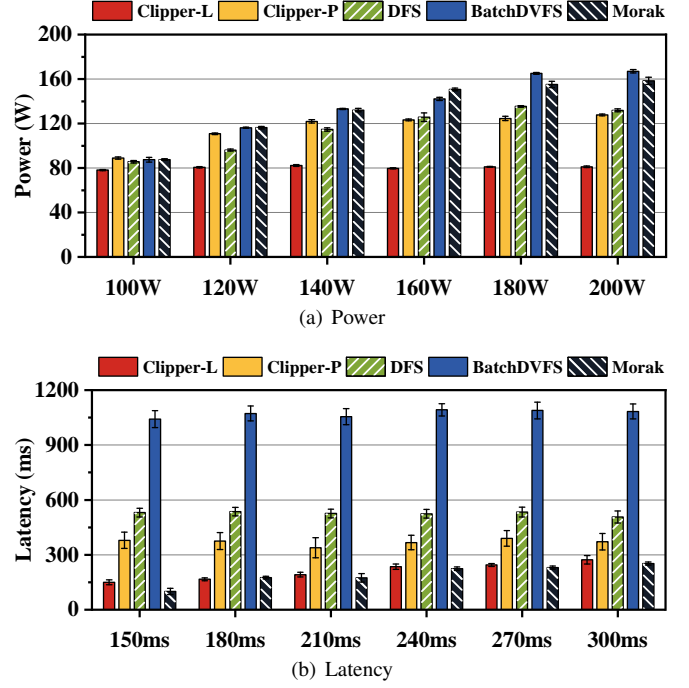 Clipper-L Clipper-P DFS BatchDVFS Morak
200
160
120
80
40
0
Power (W)
100W 120W 140W 160W 180W 200W
(a) Power
Clipper-L Clipper-P DFS BatchDVFS Morak
1200
900
600
300
0
Latency (ms)
150ms 180ms 210ms 240ms 270ms 300ms
(b) Latency